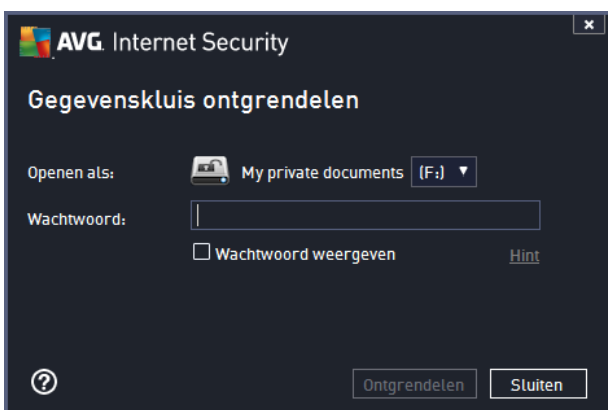 AVG. Internet Security
Gegevenskluis ontgrendelen
Openen als: My private documents (F:)
Wachtwoord:
Wachtwoord weergeven Hint
Ontgrendelen Sluiten